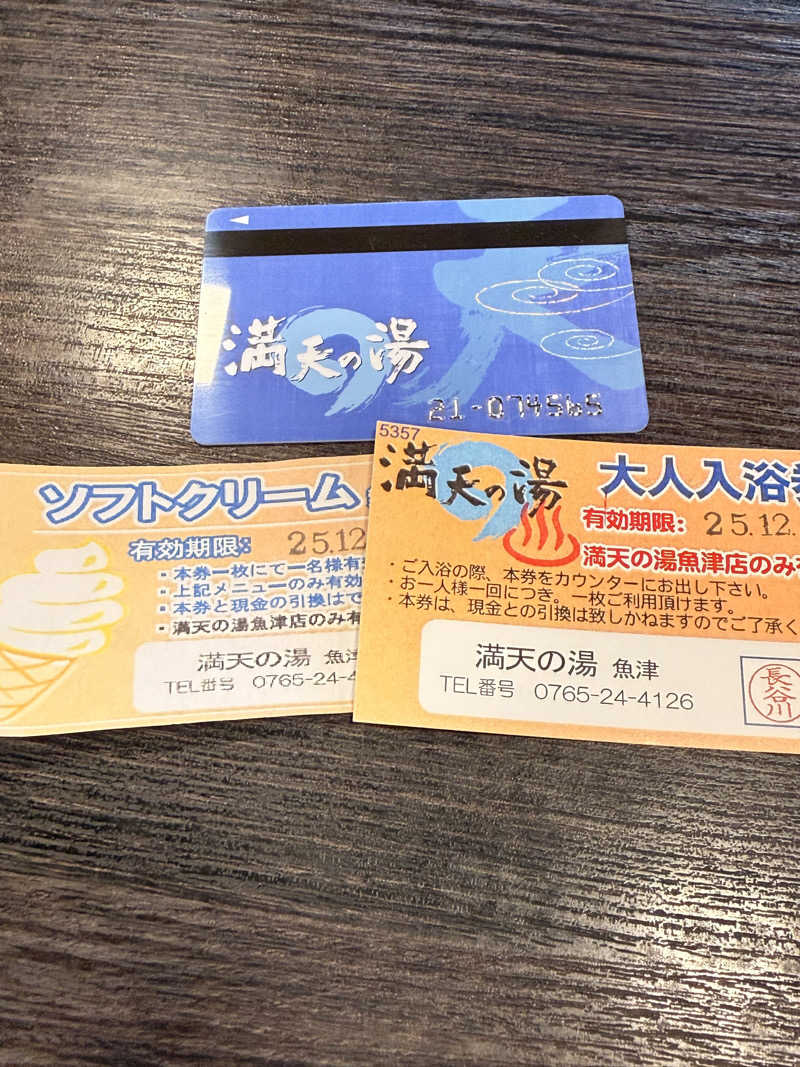 満天の湯
21-074565
ソフトクリーム
有効期限: 25.12
・本券一枚にて一名様有
・上記メニューのみ有効
・本券と現金の引換はで
・満天の湯魚津店のみ有
満天の湯 魚津
TEL番号 0765-24-4
5357
満天の湯
大人入浴券
有効期限: 25.12.
満天の湯魚津店のみ有
・ご入浴の際、本券をカウンターにお出し下さい。
・お一人様一回につき。一枚ご利用頂けます。
・本券は、現金との引換は致しかねますのでご了承く
満天の湯 魚津
TEL番号 0765-24-4126
長谷川